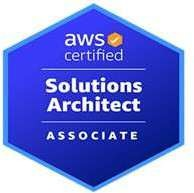 aws
certified
Solutions
Architect
ASSOCIATE